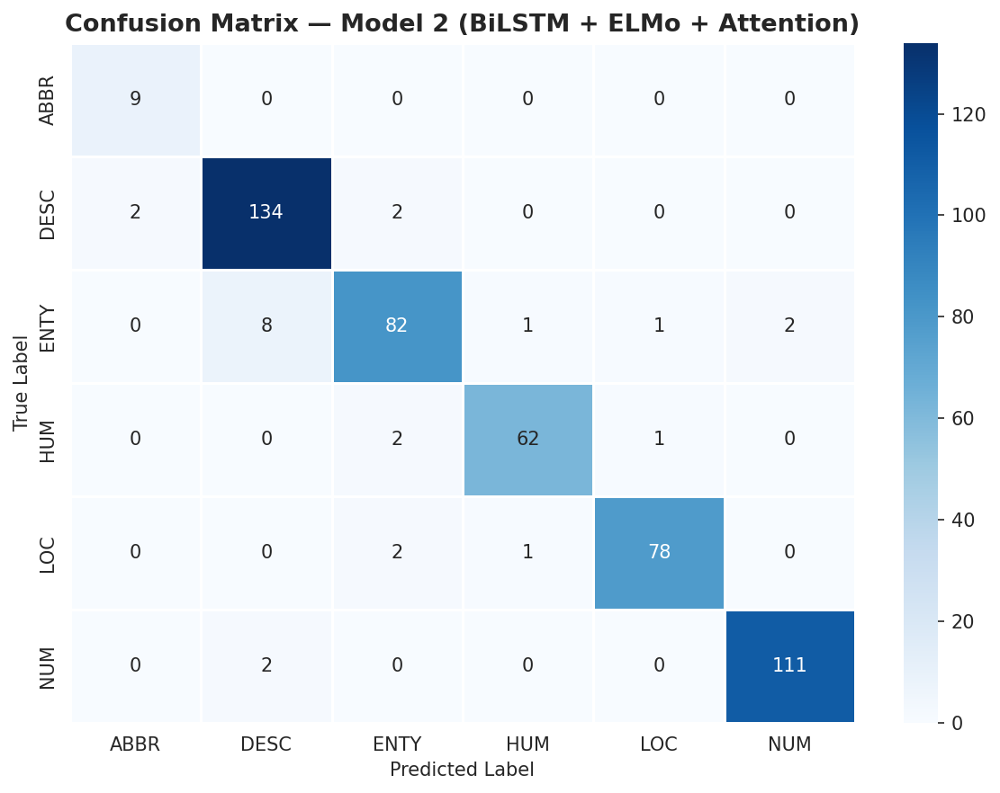 Confusion Matrix — Model 2 (BiLSTM + ELMo + Attention)
True Label
ABBR 9 0 0 0 0 0
DESC 2 134 2 0 0 0
ENTY 0 8 82 1 1 2
HUM 0 0 2 62 1 0
LOC 0 0 2 1 78 0
NUM 0 2 0 0 0 111
ABBR DESC ENTY HUM LOC NUM
Predicted Label
120
100
80
60
40
20
0